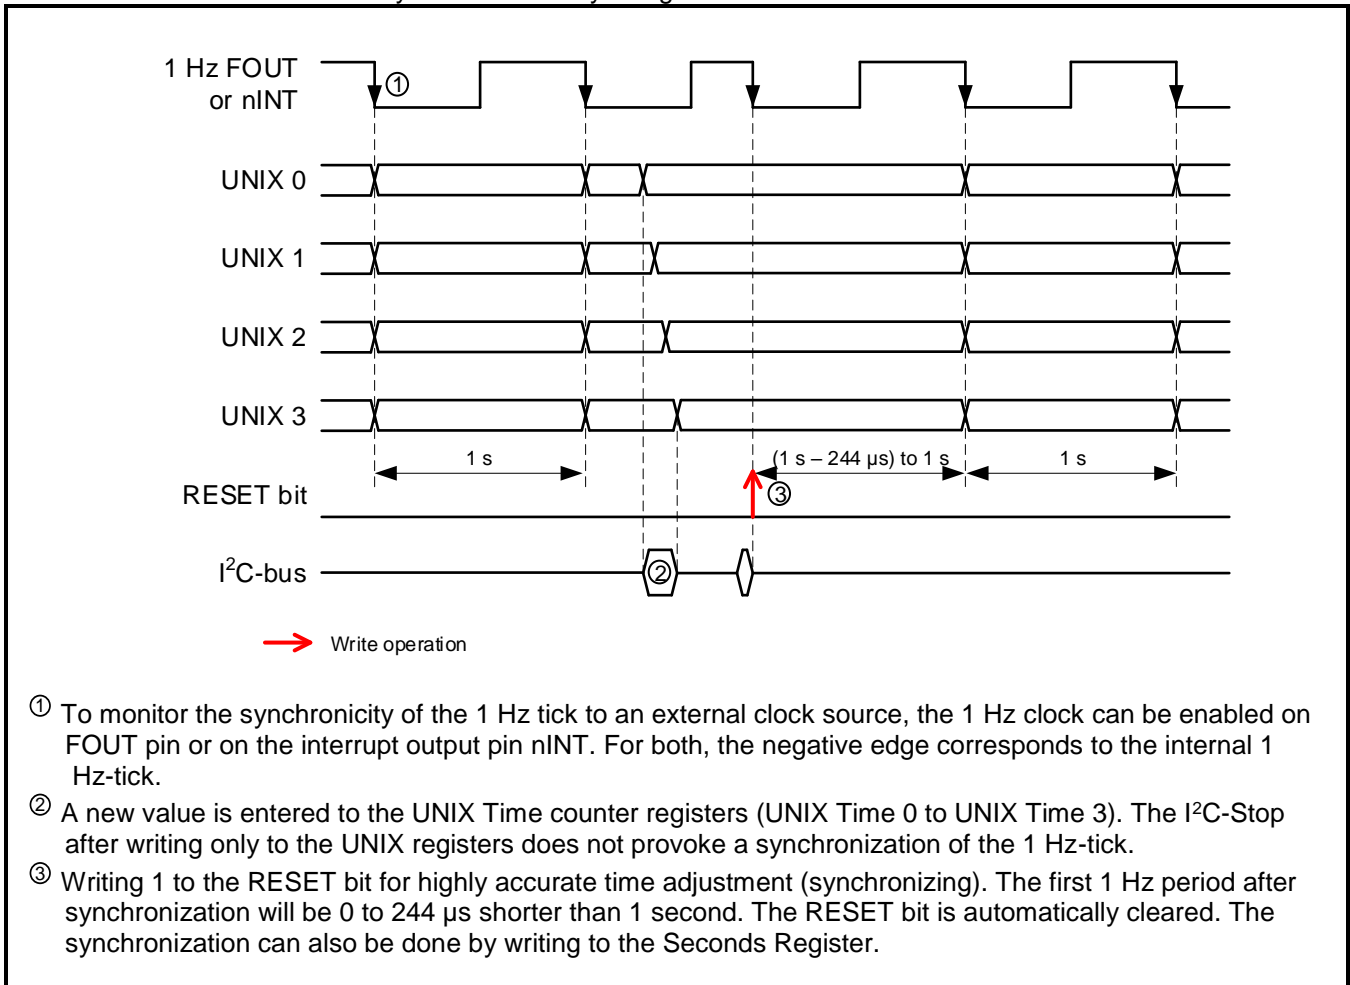 1 Hz FOUT
or nINT
①
UNIX 0
UNIX 1
UNIX 2
UNIX 3
1 s
(1 s – 244 µs) to 1 s
1 s
RESET bit
③
I²C-bus
②
Write operation
① To monitor the synchronicity of the 1 Hz tick to an external clock source, the 1 Hz clock can be enabled on
FOUT pin or on the interrupt output pin nINT. For both, the negative edge corresponds to the internal 1
Hz-tick.
② A new value is entered to the UNIX Time counter registers (UNIX Time 0 to UNIX Time 3). The I²C-Stop
after writing only to the UNIX registers does not provoke a synchronization of the 1 Hz-tick.
③ Writing 1 to the RESET bit for highly accurate time adjustment (synchronizing). The first 1 Hz period after
synchronization will be 0 to 244 µs shorter than 1 second. The RESET bit is automatically cleared. The
synchronization can also be done by writing to the Seconds Register.